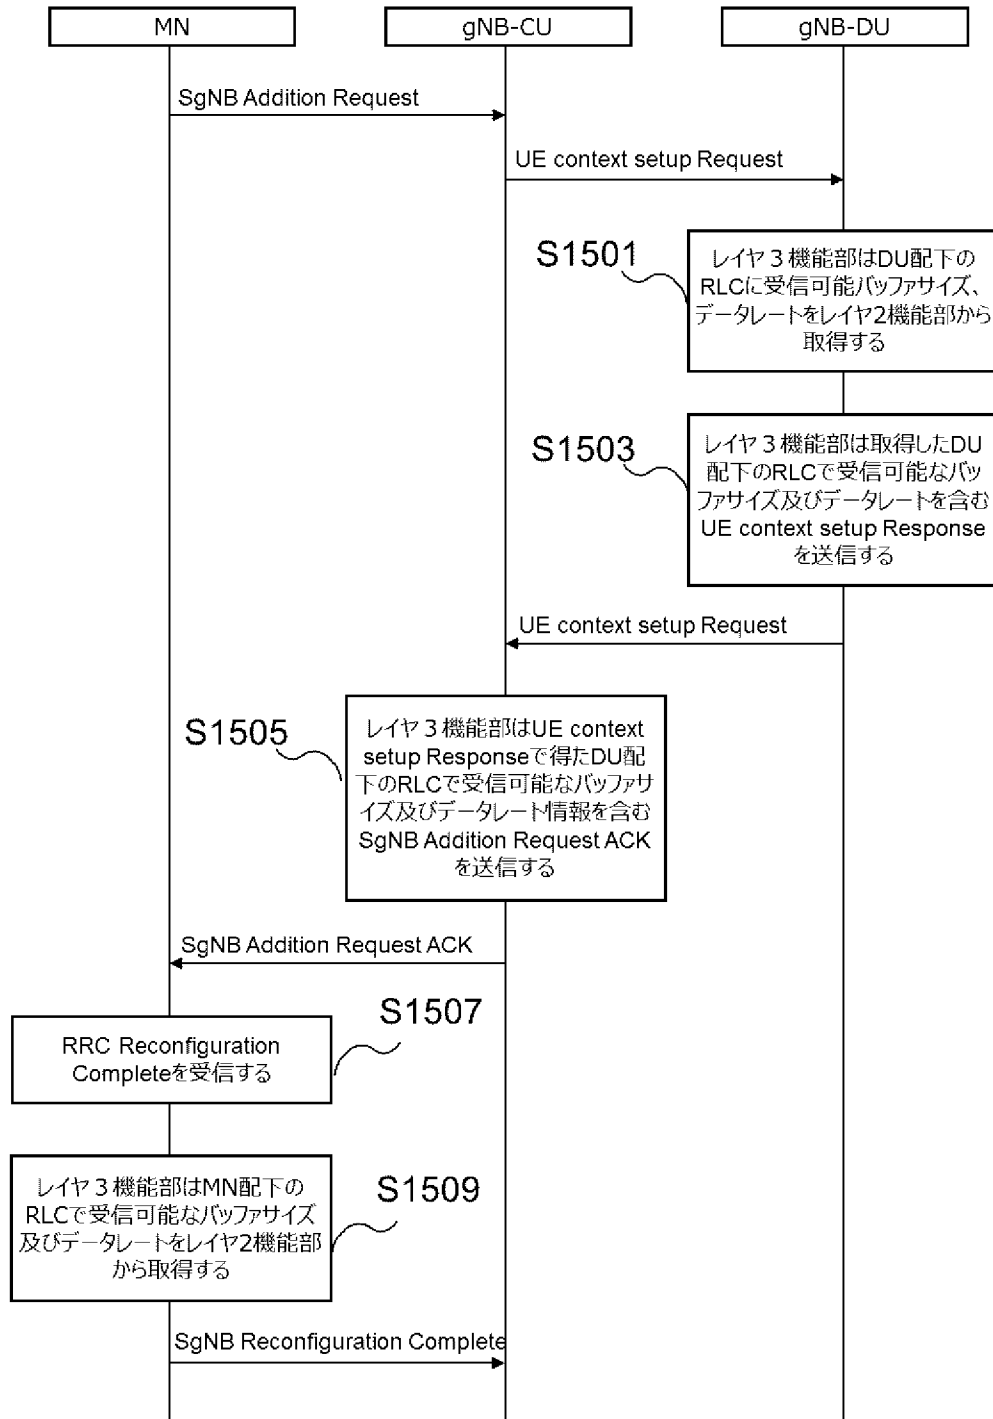 MN
gNB-CU
gNB-DU
SgNB Addition Request
UE context setup Request
S1501
レイヤ3機能部はDU配下の
RLCに受信可能バッファサイズ、
データレートをレイヤ2機能部から
取得する
S1503
レイヤ3機能部は取得したDU
配下のRLCで受信可能なバッ
ファサイズ及びデータレートを含む
UE context setup Response
を送信する
UE context setup Request
S1505
レイヤ3機能部はUE context
setup Responseで得たDU配
下のRLCで受信可能なバッファサ
イズ及びデータレート情報を含む
SgNB Addition Request ACK
を送信する
SgNB Addition Request ACK
S1507
RRC Reconfiguration
Completeを受信する
S1509
レイヤ3機能部はMN配下の
RLCで受信可能なバッファサイズ
及びデータレートをレイヤ2機能部
から取得する
SgNB Reconfiguration Complete